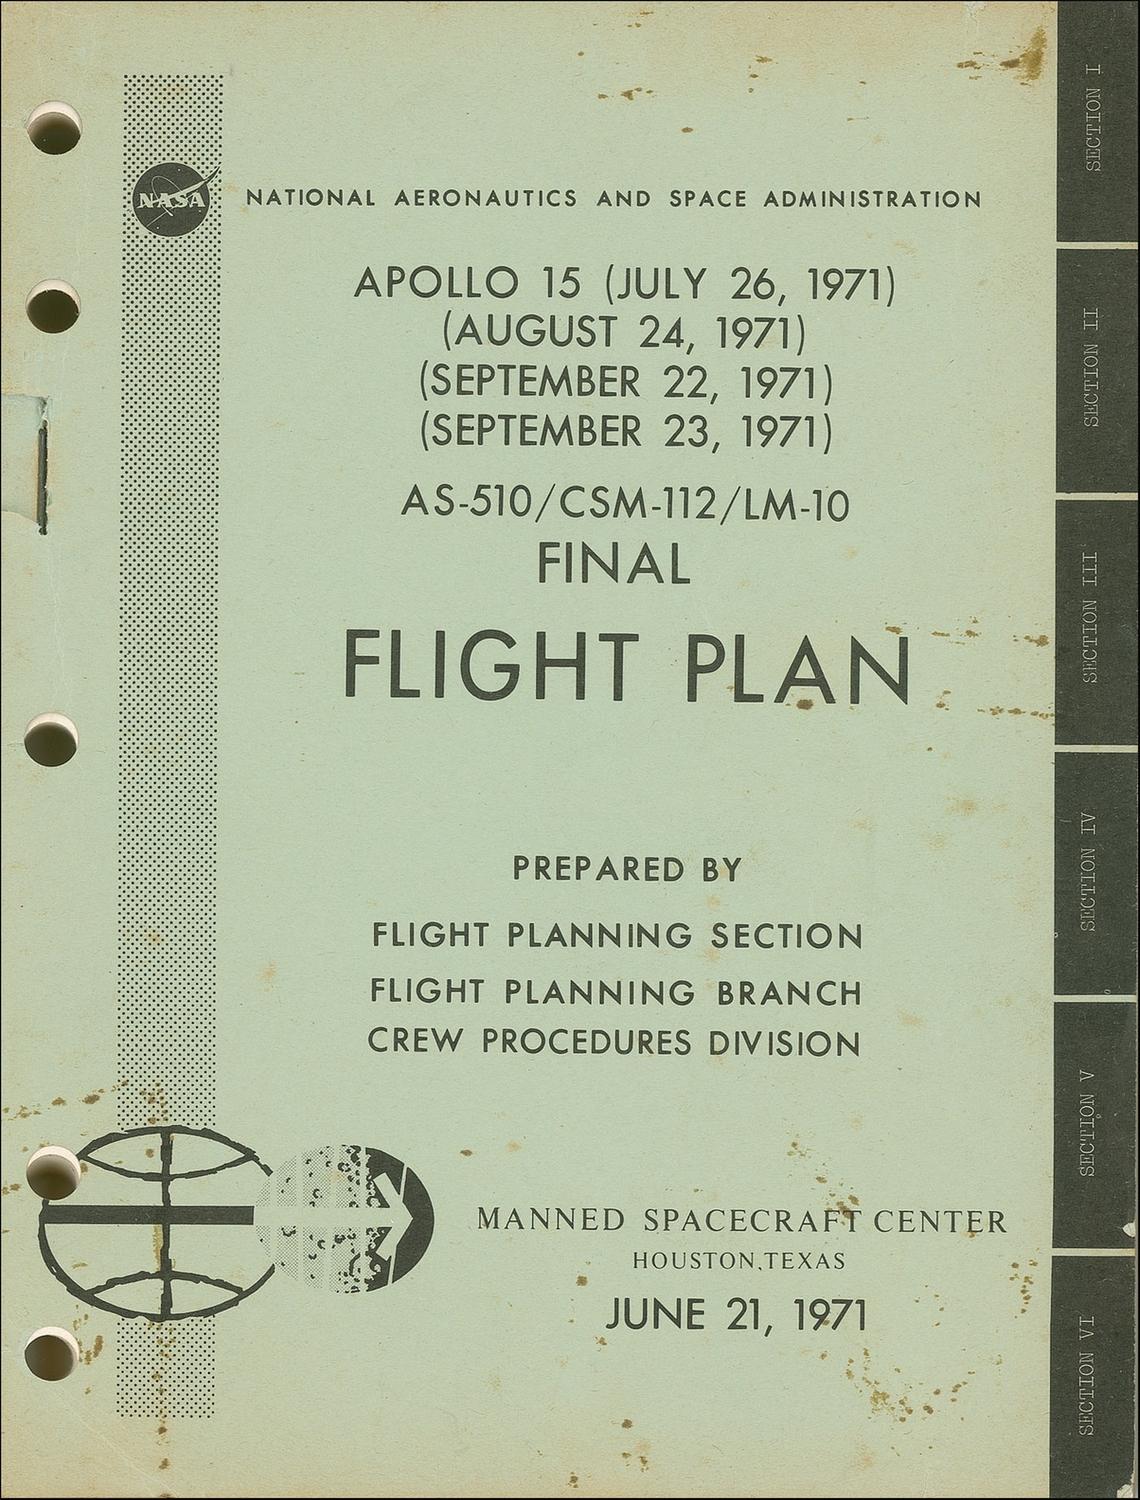 NASA
NATIONAL AERONAUTICS AND SPACE ADMINISTRATION
APOLLO 15 (JULY 26, 1971)
(AUGUST 24, 1971)
(SEPTEMBER 22, 1971)
(SEPTEMBER 23, 1971)
AS-510/CSM-112/LM-10
FINAL
FLIGHT PLAN
PREPARED BY
FLIGHT PLANNING SECTION
FLIGHT PLANNING BRANCH
CREW PROCEDURES DIVISION
MANNED SPACECRAFT CENTER
HOUSTON, TEXAS
JUNE 21, 1971
SECTION I
SECTION II
SECTION III
SECTION IV
SECTION V
SECTION VI